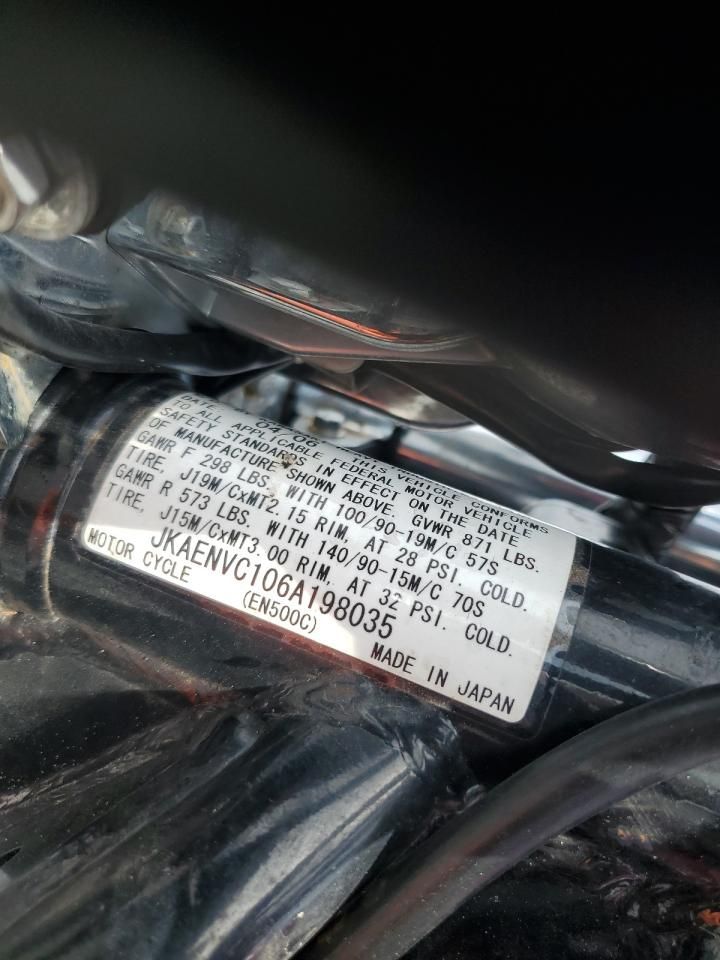 DATE,
04 06 THIS VEHICLE CONFORMS
TO ALL APPLICABLE FEDERAL MOTOR VEHICLE
SAFETY STANDARDS IN EFFECT ON THE DATE
OF MANUFACTURE SHOWN ABOVE. GVWR 871 LBS.
GAWR F 298 LBS. WITH 100/90-19M/C 57S
TIRE, J19M/CxMT2.15 RIM, AT 28 PSI. COLD.
GAWR R 573 LBS. WITH 140/90-15M/C 70S
TIRE, J15M/CxMT3.00 RIM, AT 32 PSI. COLD.
JKAENVC106A198035
MOTOR CYCLE (EN500C) MADE IN JAPAN